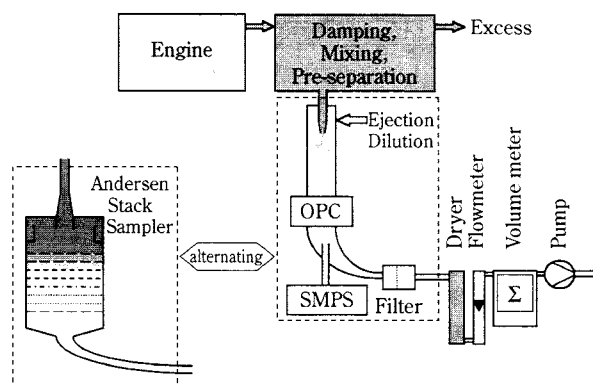 Engine
Damping,
Mixing,
Pre-separation
Excess
Ejection
Dilution
OPC
SMPS
Filter
Dryer
Flowmeter
Volume meter
Σ
Pump
alternating
Andersen
Stack
Sampler